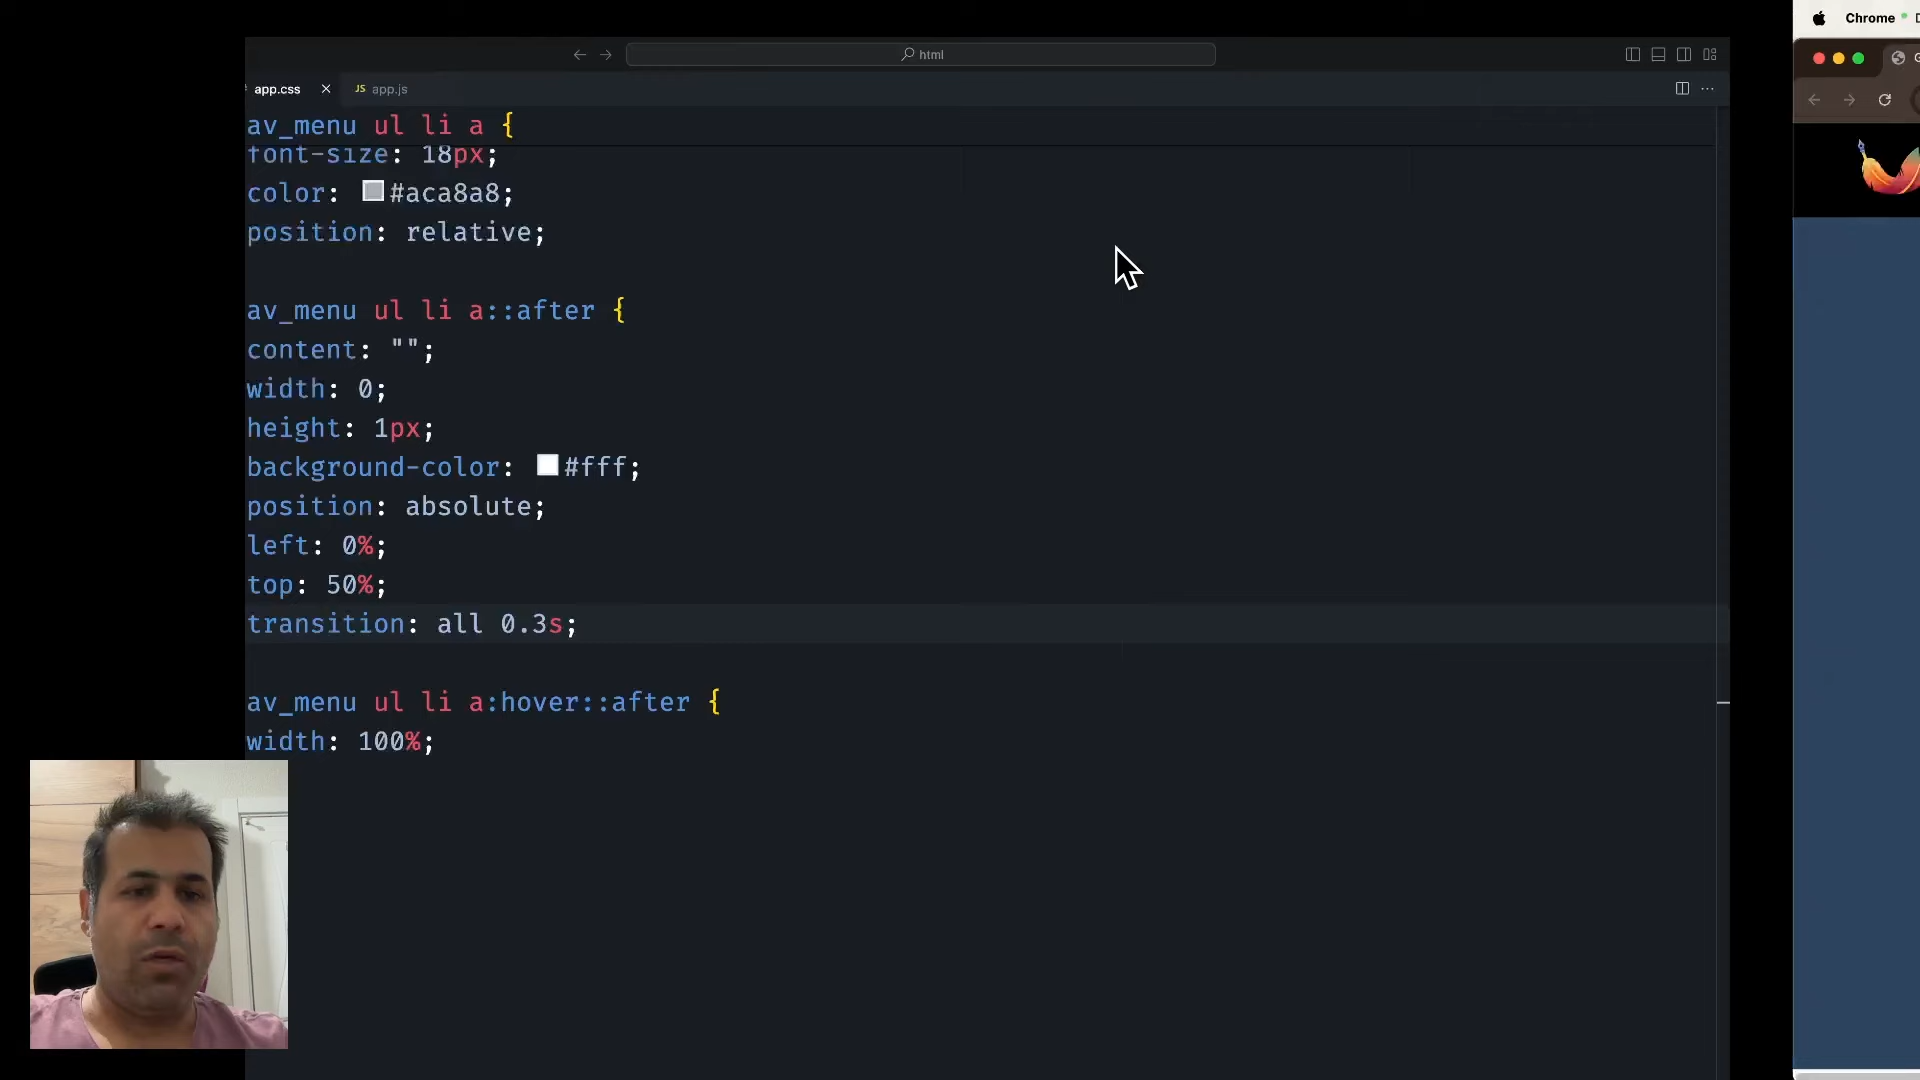 Chrome
html
app.css
JS app.js
av_menu ul li a {
font-size: 18px;
color: #aca8a8;
position: relative;
av_menu ul li a::after {
content: "";
width: 0;
height: 1px;
background-color: #fff;
position: absolute;
left: 0%;
top: 50%;
transition: all 0.3s;
av_menu ul li a:hover::after {
width: 100%;